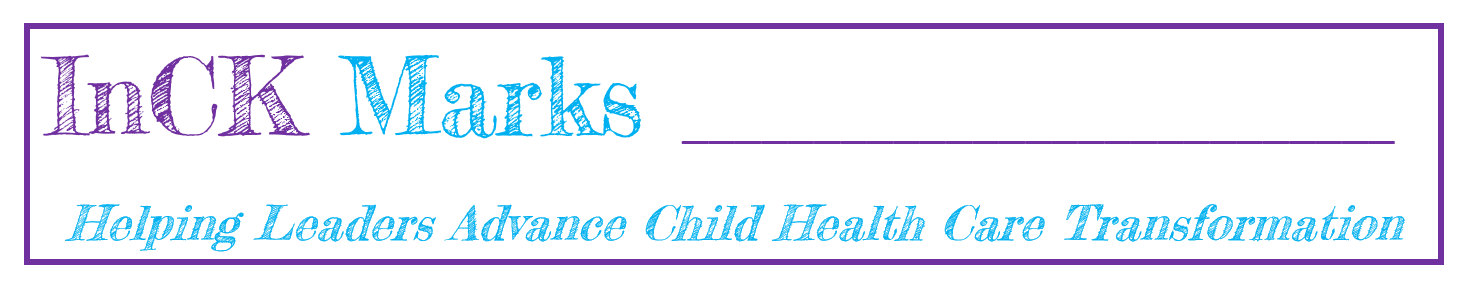 InCK Marks
Helping Leaders Advance Child Health Care Transformation